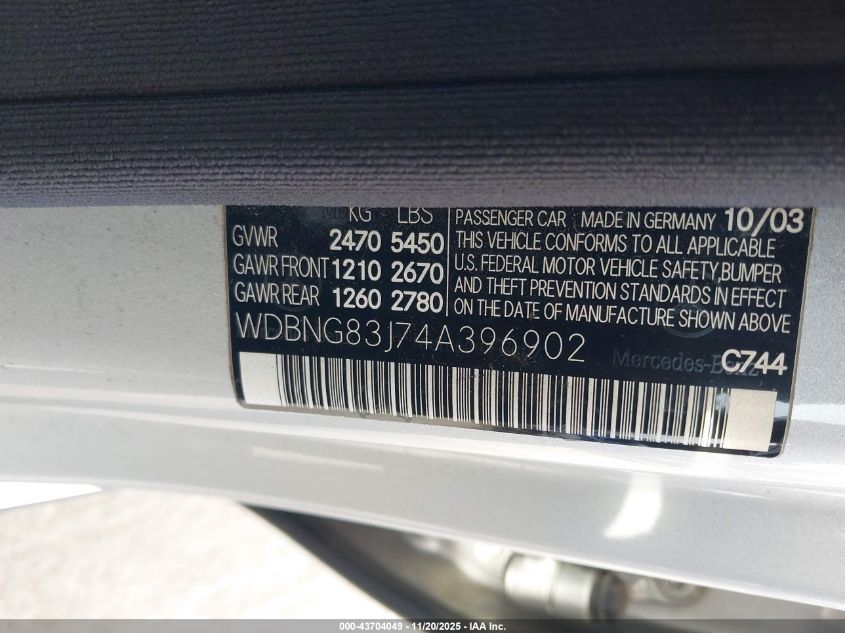 KG LBS
GVWR 2470 5450
GAWR FRONT 1210 2670
GAWR REAR 1260 2780
PASSENGER CAR MADE IN GERMANY 10/03
THIS VEHICLE CONFORMS TO ALL APPLICABLE
U.S. FEDERAL MOTOR VEHICLE SAFETY,BUMPER
AND THEFT PREVENTION STANDARDS IN EFFECT
ON THE DATE OF MANUFACTURE SHOWN ABOVE
WDBNG83J74A396902
Mercedes-Benz C744
000-43704049 - 11/20/2025 - IAA Inc.